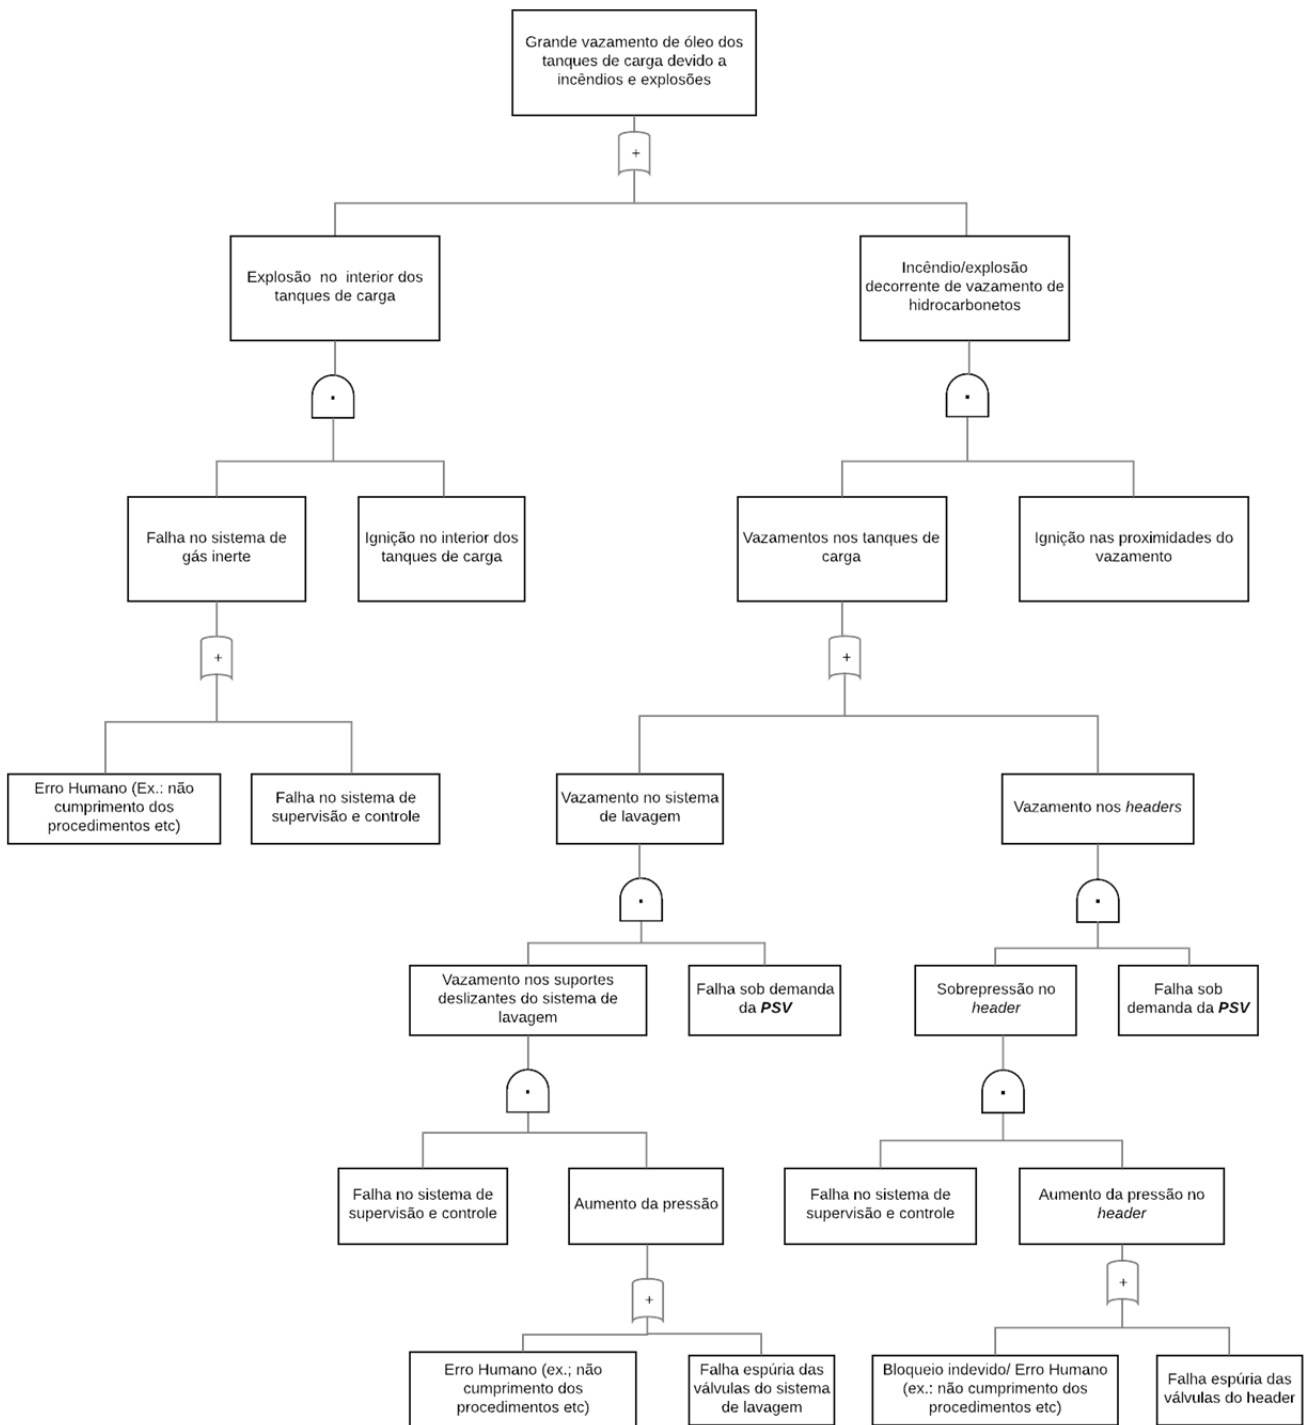 Grande vazamento de óleo dos
tanques de carga devido a
incêndios e explosões
+
Explosão no interior dos
tanques de carga
Incêndio/explosão
decorrente de vazamento de
hidrocarbonetos
.
.
Falha no sistema de
gás inerte
Ignição no interior dos
tanques de carga
Vazamentos nos tanques de
carga
Ignição nas proximidades do
vazamento
+
+
Erro Humano (Ex.: não
cumprimento dos
procedimentos etc)
Falha no sistema de
supervisão e controle
Vazamento no sistema
de lavagem
Vazamento nos headers
.
.
Vazamento nos suportes
deslizantes do sistema de
lavagem
Falha sob demanda
da PSV
Sobrepressão no
header
Falha sob
demanda da PSV
.
.
Falha no sistema de
supervisão e controle
Aumento da pressão
Falha no sistema de
supervisão e controle
Aumento da pressão no
header
+
+
Erro Humano (ex.; não
cumprimento dos
procedimentos etc)
Falha espúria das
válvulas do sistema
de lavagem
Bloqueio indevido/ Erro Humano
(ex.: não cumprimento dos
procedimentos etc)
Falha espúria das
válvulas do header